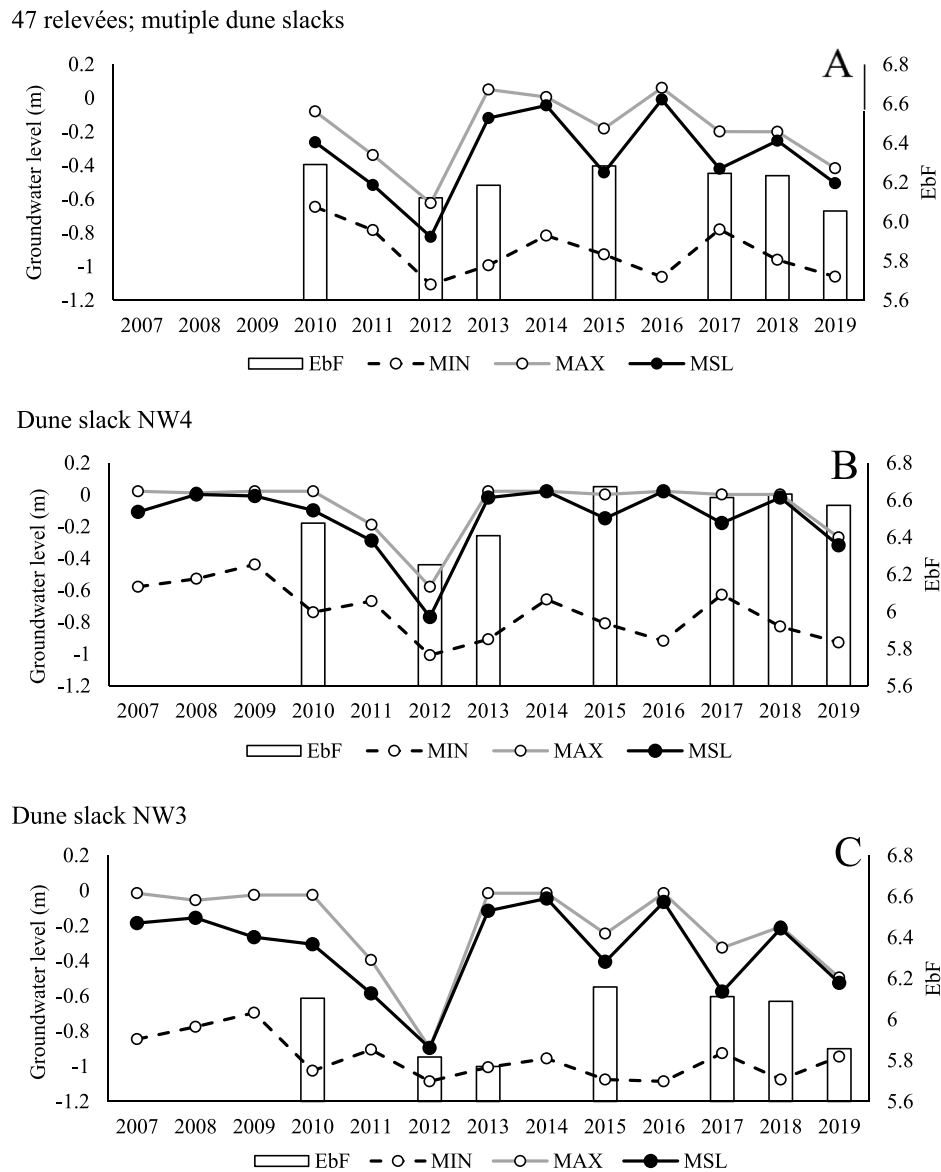 47 relevées; mutiple dune slacks
A
Groundwater level (m)
0.2
0
-0.2
-0.4
-0.6
-0.8
-1
-1.2
6.8
6.6
6.4
6.2
6.0
5.8
5.6
EbF
2007 2008 2009 2010 2011 2012 2013 2014 2015 2016 2017 2018 2019
EbF MIN MAX MSL
Dune slack NW4
B
Groundwater level (m)
0.2
0
-0.2
-0.4
-0.6
-0.8
-1
-1.2
6.8
6.6
6.4
6.2
6
5.8
5.6
EbF
2007 2008 2009 2010 2011 2012 2013 2014 2015 2016 2017 2018 2019
EbF MIN MAX MSL
Dune slack NW3
C
Groundwater level (m)
0.2
0
-0.2
-0.4
-0.6
-0.8
-1
-1.2
6.8
6.6
6.4
6.2
6
5.8
5.6
EbF
2007 2008 2009 2010 2011 2012 2013 2014 2015 2016 2017 2018 2019
EbF MIN MAX MSL